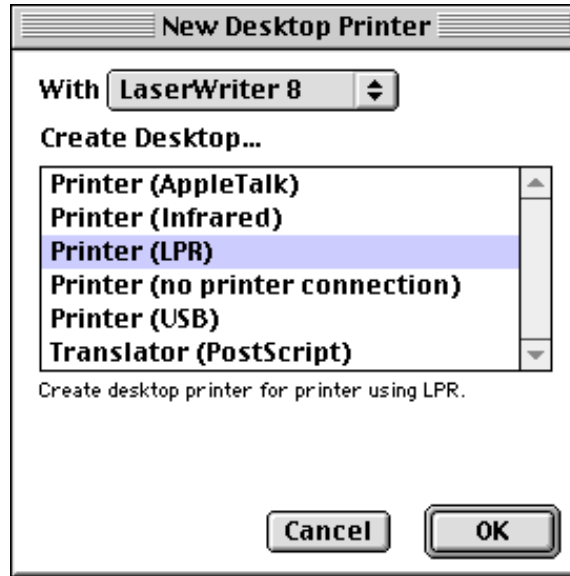 New Desktop Printer
With LaserWriter 8
Create Desktop...
Printer (AppleTalk)
Printer (Infrared)
Printer (LPR)
Printer (no printer connection)
Printer (USB)
Translator (PostScript)
Create desktop printer for printer using LPR.
Cancel OK